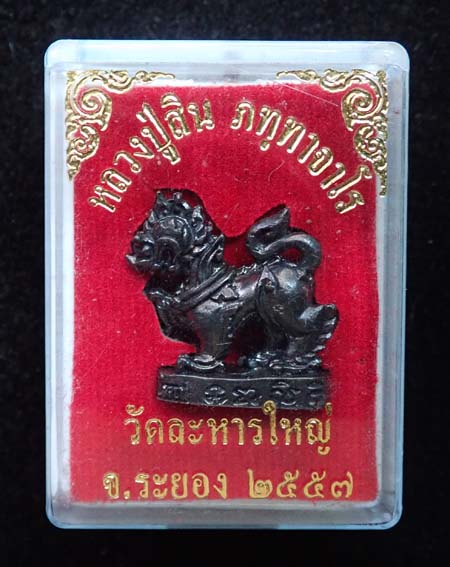 หลวงปู่สิน ภทฺทาจาโร
วัดละหารใหญ่
จ.ระยอง ๒๕๕๗